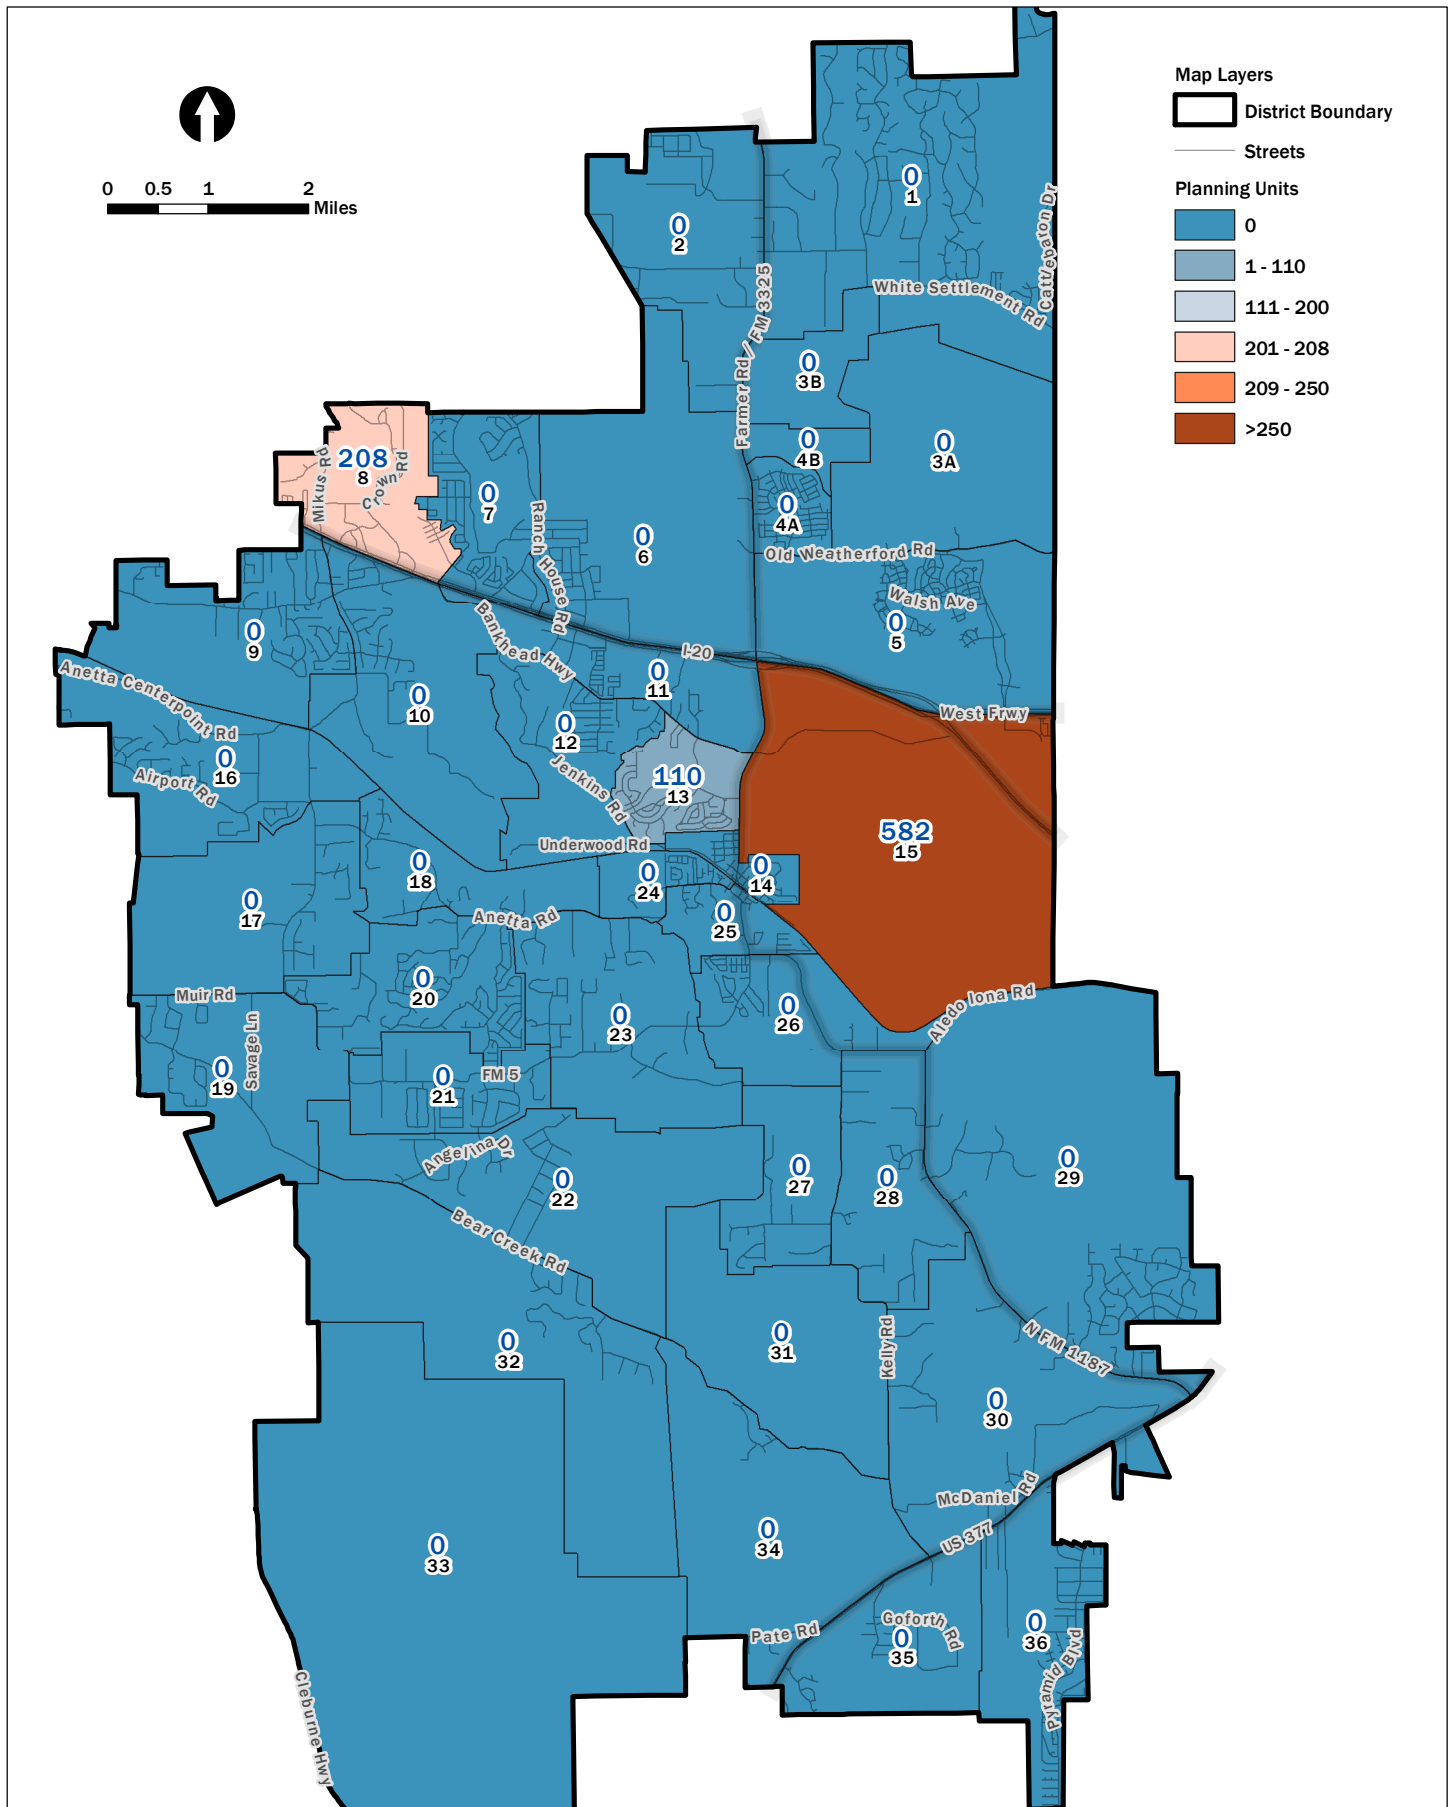 Map Layers
District Boundary
Streets
Planning Units
0
1 - 110
111 - 200
201 - 208
209 - 250
>250
0 0.5 1 2
Miles
0
1
0
2
Cattlebaron Dr
White Settlement Rd
Farmer Rd / FM 3325
0
3B
0
4B
0
3A
208
8
Mikus Rd
Crown Rd
0
7
Ranch House Rd
0
6
0
4A
Old Weatherford Rd
Walsh Ave
0
5
0
9
Bankhead Hwy
I-20
0
11
Anetta Centerpoint Rd
0
10
West Frwy
0
12
0
16
Airport Rd
Jenkins Rd
110
13
582
15
Underwood Rd
0
18
0
24
0
14
0
17
Anetta Rd
0
25
0
20
Muir Rd
0
26
Aledo Iona Rd
0
23
Savage Ln
0
19
0
21
FM 5
Angelina Dr
0
22
0
27
0
28
0
29
Bear Creek Rd
0
32
0
31
Kelly Rd
N FM 1187
0
30
McDaniel Rd
US 377
0
33
0
34
Pate Rd
Goforth Rd
0
35
0
36
Pyramid Blvd
Cleburne Hwy